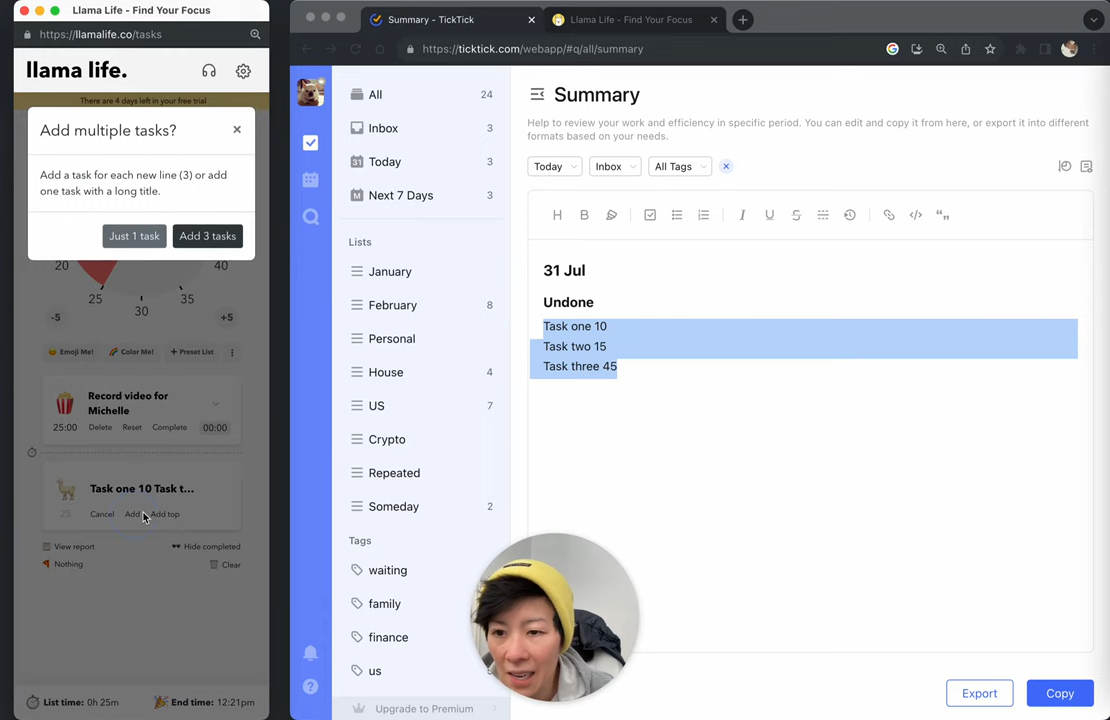 Llama Life - Find Your Focus
https://llamalife.co/tasks
llama life.
There are 4 days left in your free trial
Add multiple tasks?
Add a task for each new line (3) or add
one task with a long title.
Just 1 task
Add 3 tasks
20
40
25
35
30
-5
+5
Emoji Me!
Color Me!
+ Preset List
Record video for
Michelle
25:00
Delete
Reset
Complete
00:00
Task one 10 Task t...
25
Cancel
Add
Add top
View report
Hide completed
Nothing
Clear
List time: 0h 25m
End time: 12:21pm
Summary - TickTick
Llama Life - Find Your Focus
https://ticktick.com/webapp/#q/all/summary
All
24
Inbox
3
Today
3
Next 7 Days
3
Lists
January
February
8
Personal
House
4
US
7
Crypto
Repeated
Someday
2
Tags
waiting
family
finance
us
Upgrade to Premium
Summary
Help to review your work and efficiency in specific period. You can edit and copy it from here, or export it into different
formats based on your needs.
Today
Inbox
All Tags
31 Jul
Undone
Task one 10
Task two 15
Task three 45
Export
Copy